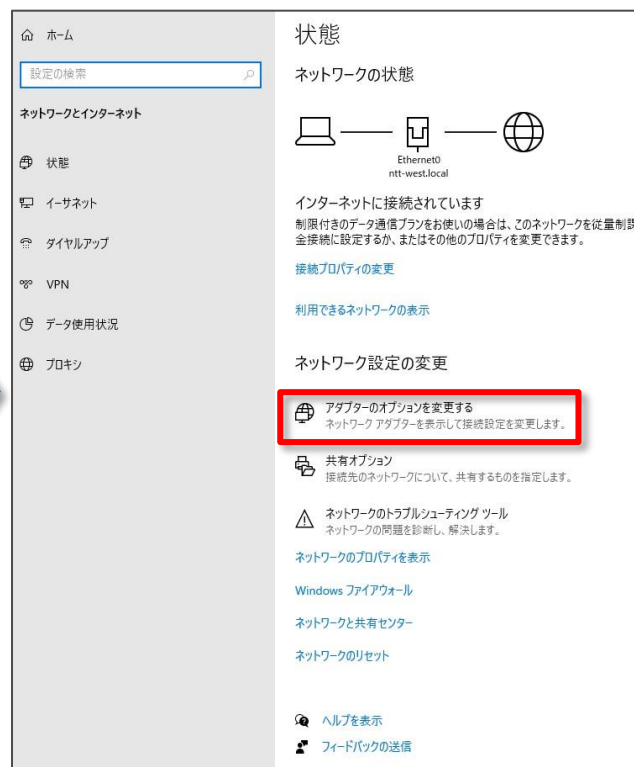 ホーム
設定の検索
ネットワークとインターネット
状態
イーサネット
ダイヤルアップ
VPN
データ使用状況
プロキシ
状態
ネットワークの状態
Ethernet0
ntt-west.local
インターネットに接続されています
制限付きのデータ通信プランをお使いの場合は、このネットワークを従量制課
金接続に設定するか、またはその他のプロパティを変更できます。
接続プロパティの変更
利用できるネットワークの表示
ネットワーク設定の変更
アダプターのオプションを変更する
ネットワーク アダプターを表示して接続設定を変更します。
共有オプション
接続先のネットワークについて、共有するものを指定します。
ネットワークのトラブルシューティング ツール
ネットワークの問題を診断し、解決します。
ネットワークのプロパティを表示
Windows ファイアウォール
ネットワークと共有センター
ネットワークのリセット
ヘルプを表示
フィードバックの送信